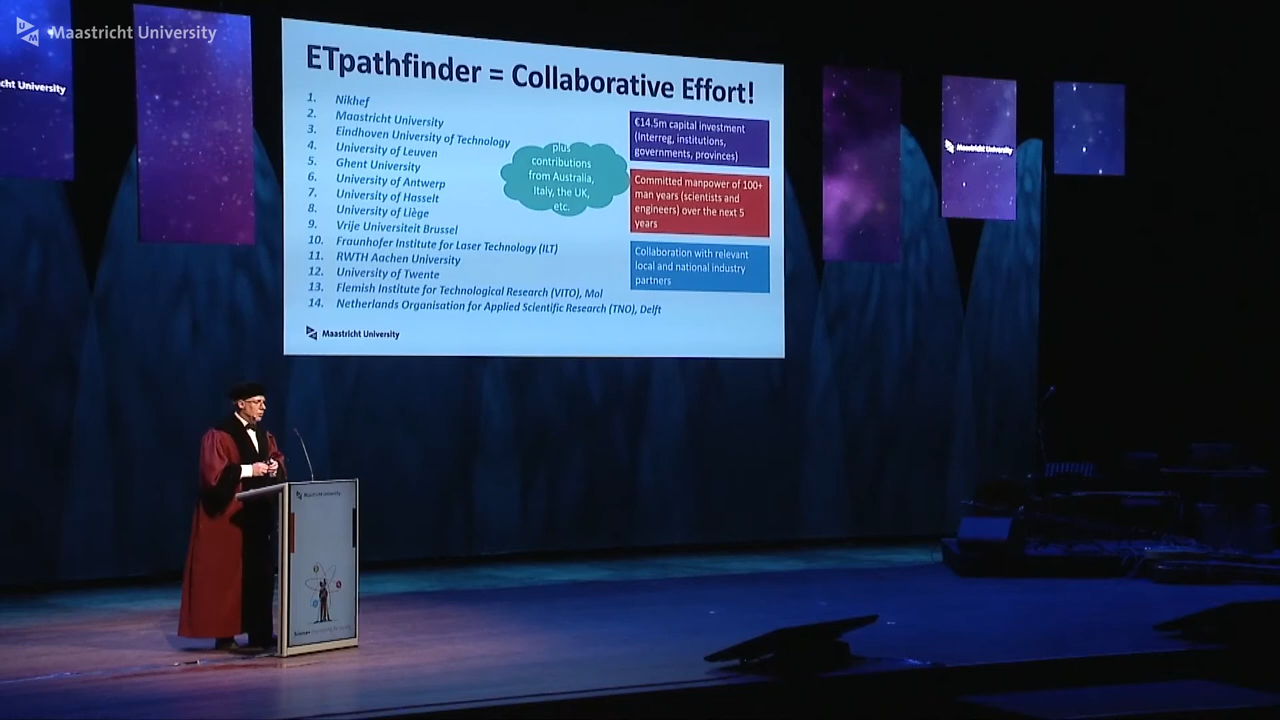 Maastricht University
cht University
ETpathfinder = Collaborative Effort!
1. Nikhef
2. Maastricht University
3. Eindhoven University of Technology
4. University of Leuven
5. Ghent University
6. University of Antwerp
7. University of Hasselt
8. University of Liège
9. Vrije Universiteit Brussel
10. Fraunhofer Institute for Laser Technology (ILT)
11. RWTH Aachen University
12. University of Twente
13. Flemish Institute for Technological Research (VITO), Mol
14. Netherlands Organisation for Applied Scientific Research (TNO), Delft
plus
contributions
from Australia,
Italy, the UK,
etc.
€14.5m capital investment
(Interreg, institutions,
governments, provinces)
Committed manpower of 100+
man years (scientists and
engineers) over the next 5
years
Collaboration with relevant
local and national industry
partners
Maastricht University
Maastricht University
Maastricht University